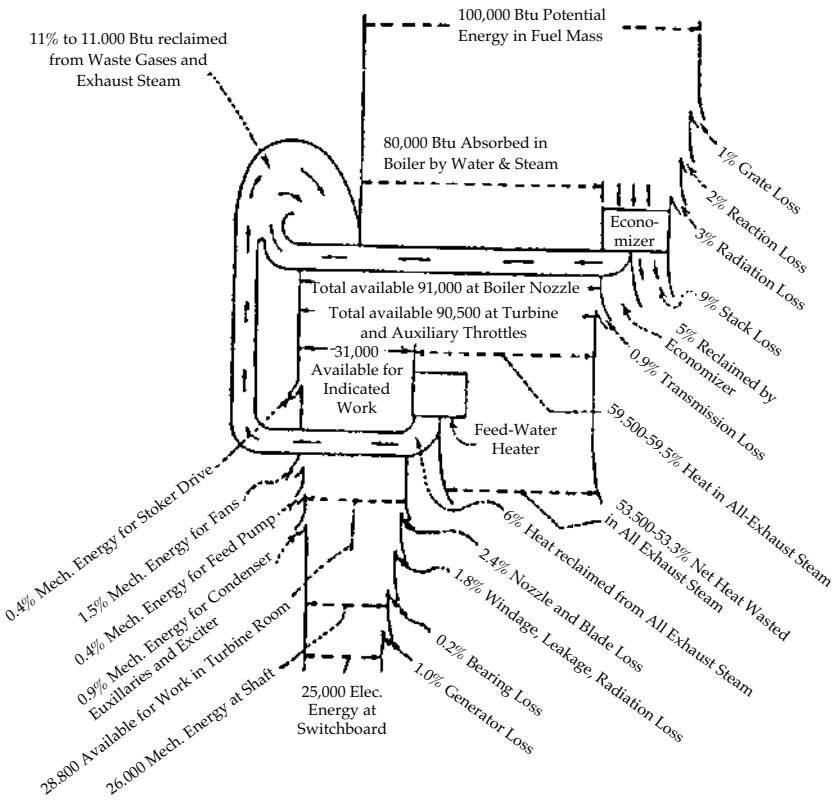 100,000 Btu Potential
Energy in Fuel Mass
11% to 11.000 Btu reclaimed
from Waste Gases and
Exhaust Steam
80,000 Btu Absorbed in
Boiler by Water & Steam
1% Grate Loss
2% Reaction Loss
3% Radiation Loss
Econo-
mizer
9% Stack Loss
5% Reclaimed by
Economizer
0.9% Transmission Loss
Total available 91,000 at Boiler Nozzle
Total available 90,500 at Turbine
and Auxiliary Throttles
31,000
Available for
Indicated
Work
Feed-Water
Heater
59.500-59.5% Heat in All-Exhaust Steam
53.500-53.3% Net Heat Wasted
in All Exhaust Steam
6% Heat reclaimed from All Exhaust Steam
2.4% Nozzle and Blade Loss
1.8% Windage, Leakage, Radiation Loss
0.2% Bearing Loss
1.0% Generator Loss
0.4% Mech. Energy for Stoker Drive
1.5% Mech. Energy for Fans
0.4% Mech. Energy for Feed Pump
0.9% Mech. Energy for Condenser
Euxillaries and Exciter
28.800 Available for Work in Turbine Room
26.000 Mech. Energy at Shaft
25,000 Elec.
Energy at
Switchboard